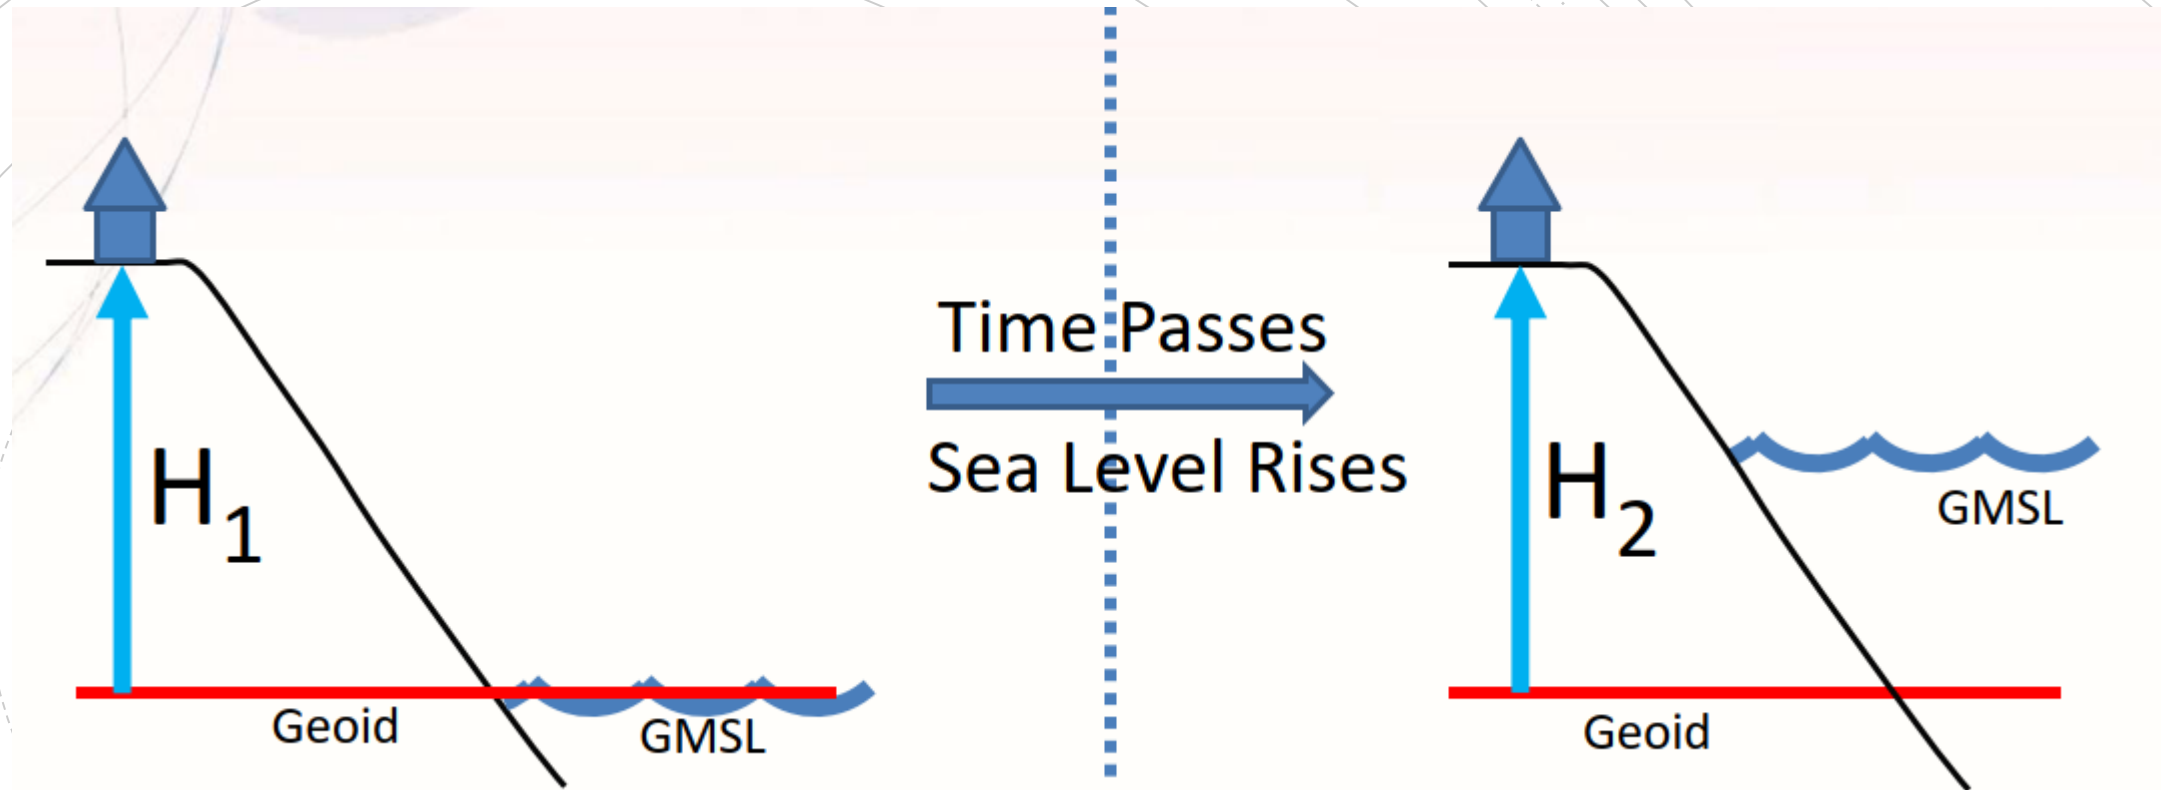 H1
Geoid
GMSL
Time Passes
Sea Level Rises
H2
GMSL
Geoid